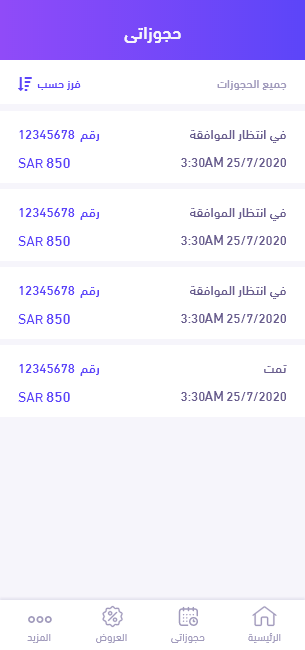 حجوزاتى
جميع الحجوزات فرز حسب
في انتظار الموافقة رقم 12345678
3:30AM 25/7/2020 SAR 850
في انتظار الموافقة رقم 12345678
3:30AM 25/7/2020 SAR 850
في انتظار الموافقة رقم 12345678
3:30AM 25/7/2020 SAR 850
تمت رقم 12345678
3:30AM 25/7/2020 SAR 850
الرئيسية حجوزاتى العروض المزيد